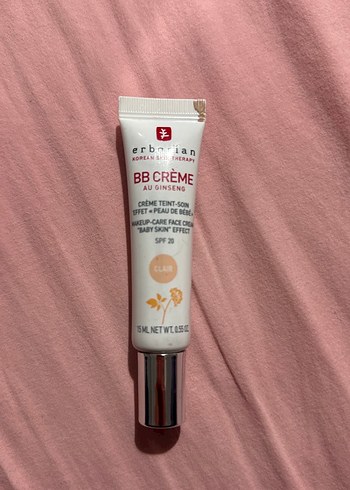 erborian
KOREAN SKIN THERAPY
BB CRÈME
AU GINSENG
CRÈME TEINT-SOIN
EFFET « PEAU DE BÉBÉ »
MAKEUP-CARE FACE CREAM
"BABY SKIN" EFFECT
SPF 20
CLAIR
15 ML NET WT. 0.55 OZ.